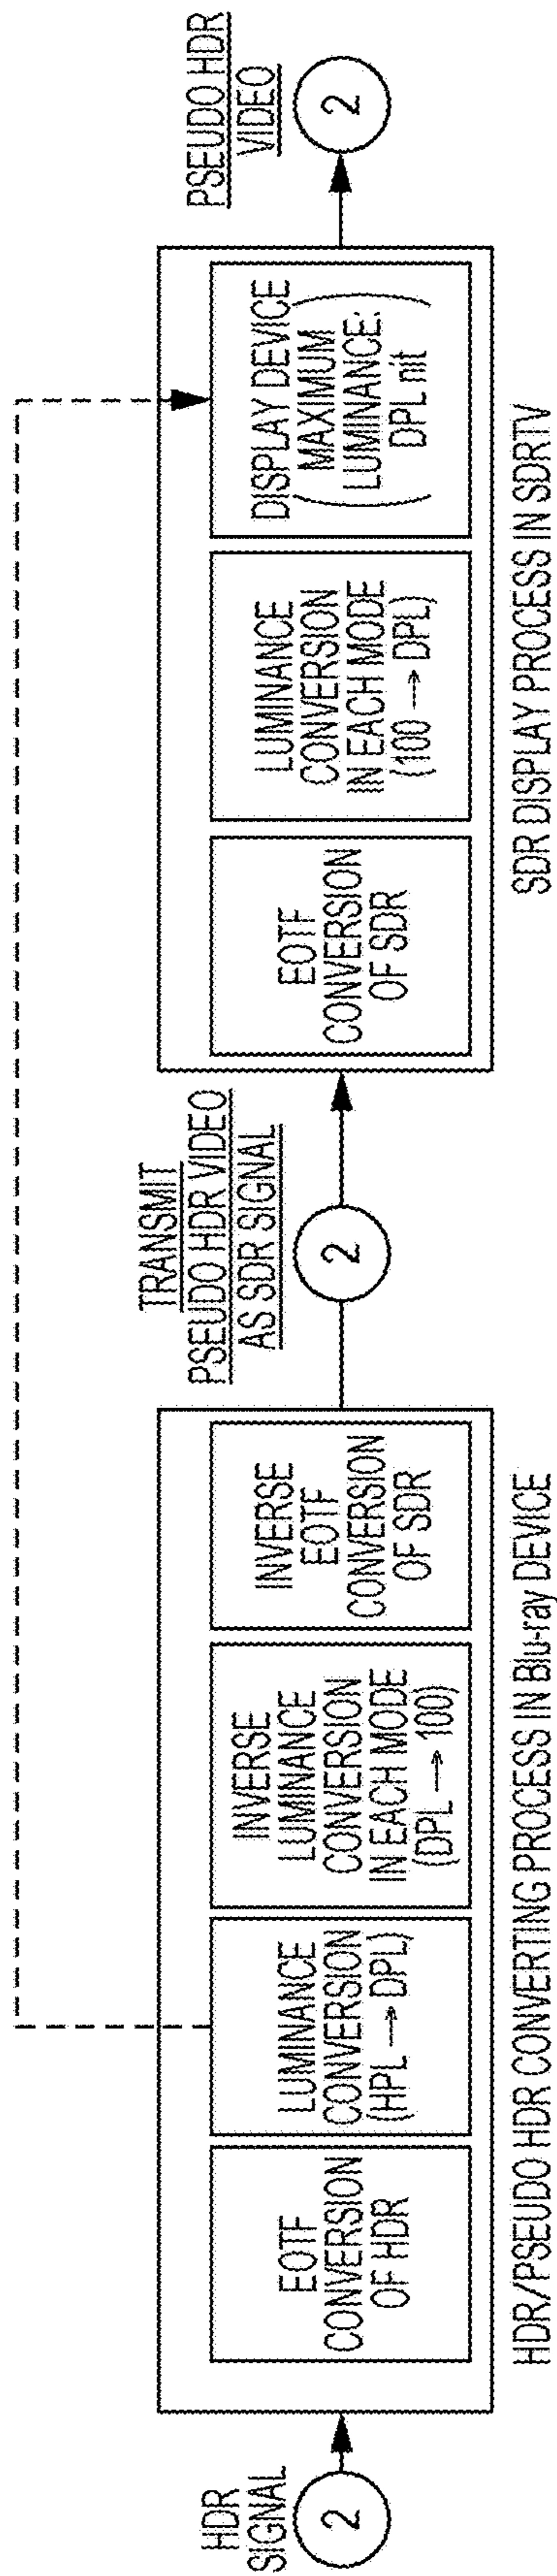 HDR
SIGNAL
2
EOTF
CONVERSION
OF HDR
LUMINANCE
CONVERSION
(HPL → DPL)
INVERSE
LUMINANCE
CONVERSION
IN EACH MODE
(DPL → 100)
INVERSE
EOTF
CONVERSION
OF SDR
HDR/PSEUDO HDR CONVERTING PROCESS IN Blu-ray DEVICE
TRANSMIT
PSEUDO HDR VIDEO
AS SDR SIGNAL
2
EOTF
CONVERSION
OF SDR
LUMINANCE
CONVERSION
IN EACH MODE
(100 → DPL)
DISPLAY DEVICE
(MAXIMUM
LUMINANCE:
DPL nit)
SDR DISPLAY PROCESS IN SDRTV
PSEUDO HDR
VIDEO
2